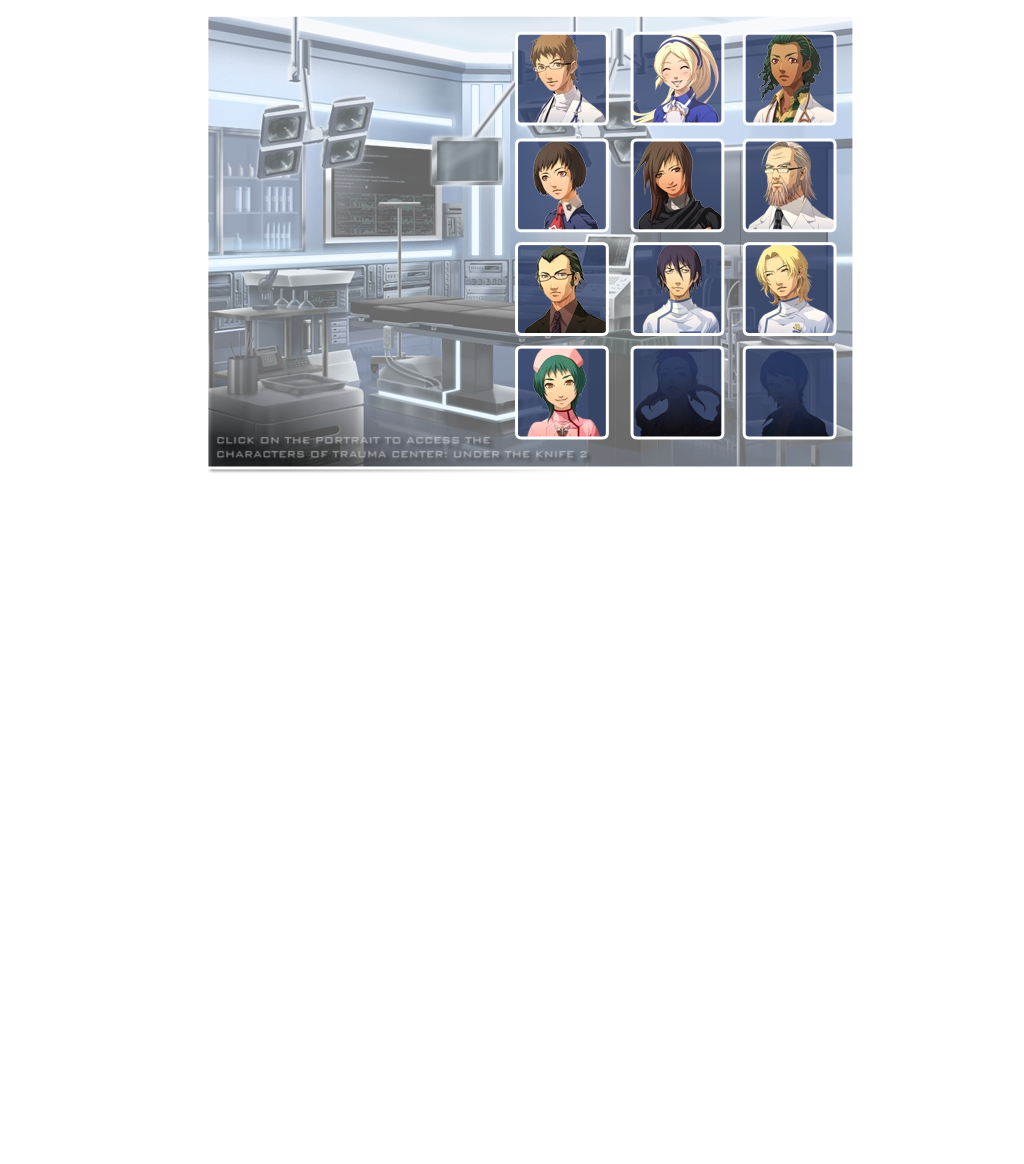 CLICK ON THE PORTRAIT TO ACCESS THE
CHARACTERS OF TRAUMA CENTER: UNDER THE KNIFE 2